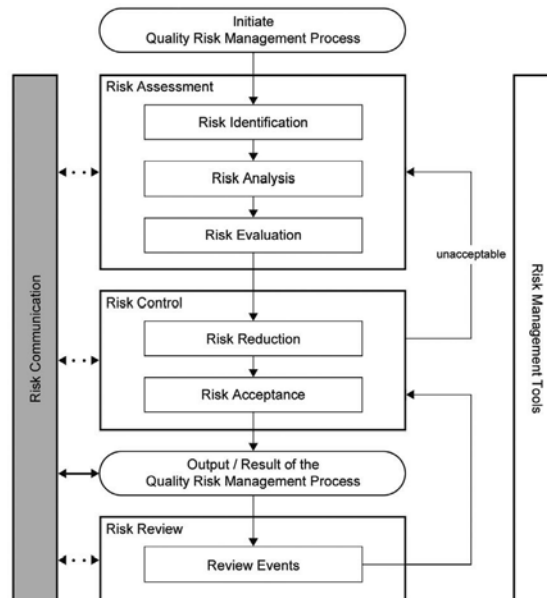 Initiate
Quality Risk Management Process
Risk Assessment
Risk Identification
Risk Analysis
Risk Evaluation
unacceptable
Risk Communication
Risk Management Tools
Risk Control
Risk Reduction
Risk Acceptance
Output / Result of the
Quality Risk Management Process
Risk Review
Review Events